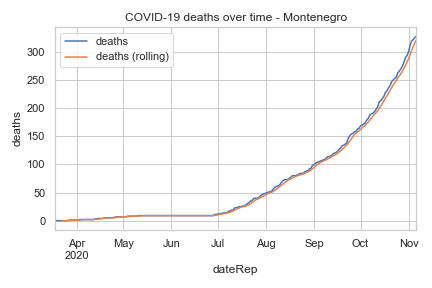 COVID-19 deaths over time - Montenegro
deaths
deaths (rolling)
300
250
200
150
100
50
0
deaths
Apr May Jun Jul Aug Sep Oct Nov
2020
dateRep